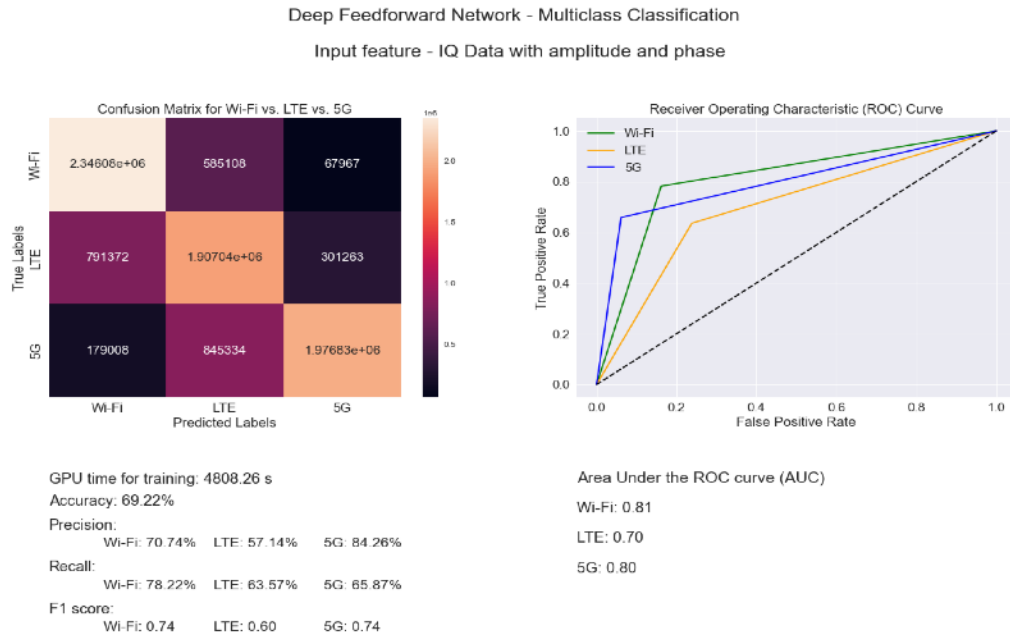 Deep Feedforward Network - Multiclass Classification
Input feature - IQ Data with amplitude and phase
Confusion Matrix for Wi-Fi vs. LTE vs. 5G
1e6
True Labels
Wi-Fi
LTE
5G
2.34608e+06 585108 67967
791372 1.90704e+06 301263
179008 845334 1.97683e+06
Wi-Fi LTE 5G
Predicted Labels
2.0
1.5
1.0
0.5
Receiver Operating Characteristic (ROC) Curve
Wi-Fi
LTE
5G
True Positive Rate
1.0
0.8
0.6
0.4
0.2
0.0
0.0 0.2 0.4 0.6 0.8 1.0
False Positive Rate
GPU time for training: 4808.26 s
Accuracy: 69.22%
Precision:
Wi-Fi: 70.74% LTE: 57.14% 5G: 84.26%
Recall:
Wi-Fi: 78.22% LTE: 63.57% 5G: 65.87%
F1 score:
Wi-Fi: 0.74 LTE: 0.60 5G: 0.74
Area Under the ROC curve (AUC)
Wi-Fi: 0.81
LTE: 0.70
5G: 0.80